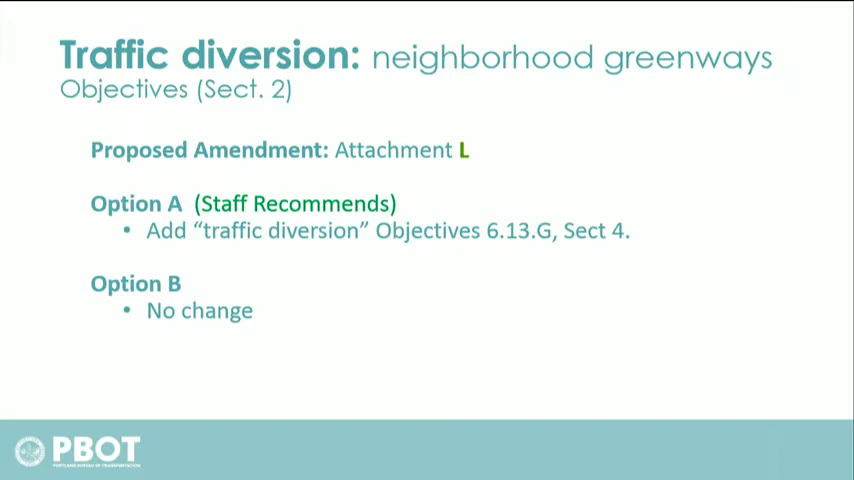 Traffic diversion: neighborhood greenways
Objectives (Sect. 2)
Proposed Amendment: Attachment L
Option A (Staff Recommends)
• Add “traffic diversion” Objectives 6.13.G, Sect 4.
Option B
• No change
PBOT
PORTLAND BUREAU OF TRANSPORTATION